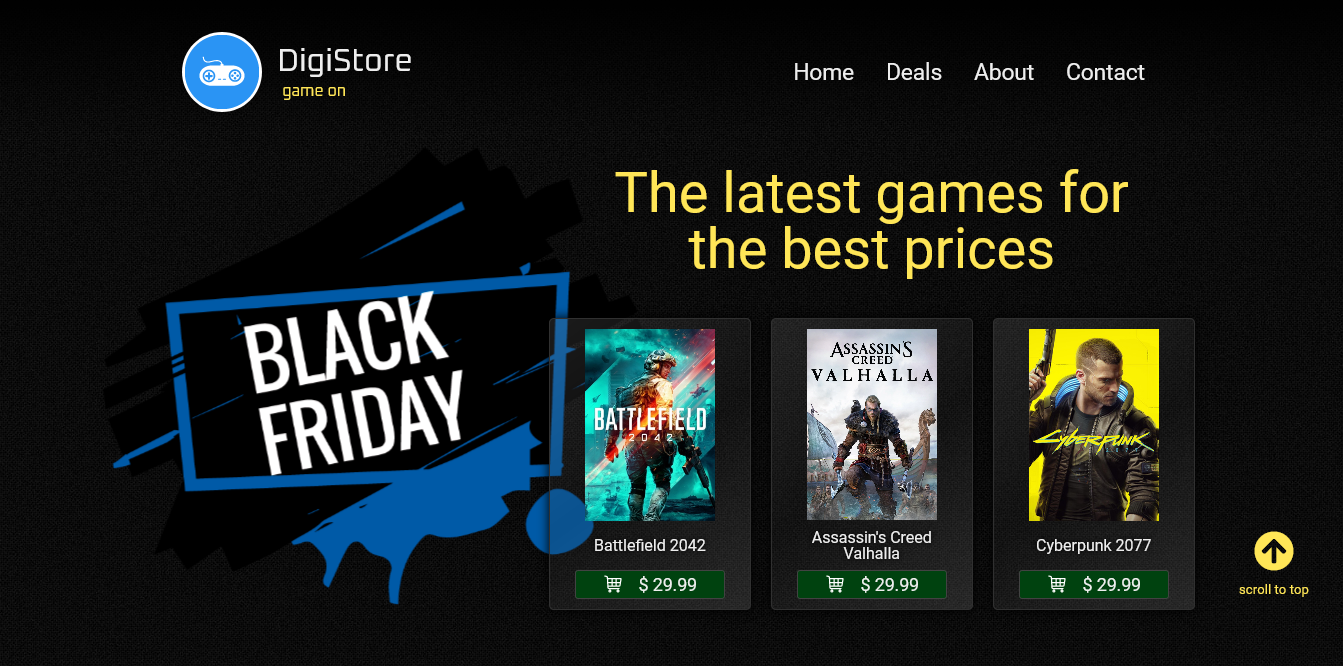 DigiStore
game on
Home Deals About Contact
The latest games for
the best prices
BLACK
FRIDAY
BATTLEFIELD
2042
Battlefield 2042
$ 29.99
ASSASSIN'S
CREED
VALHALLA
Assassin's Creed
Valhalla
$ 29.99
CYBERPUNK
Cyberpunk 2077
$ 29.99
scroll to top